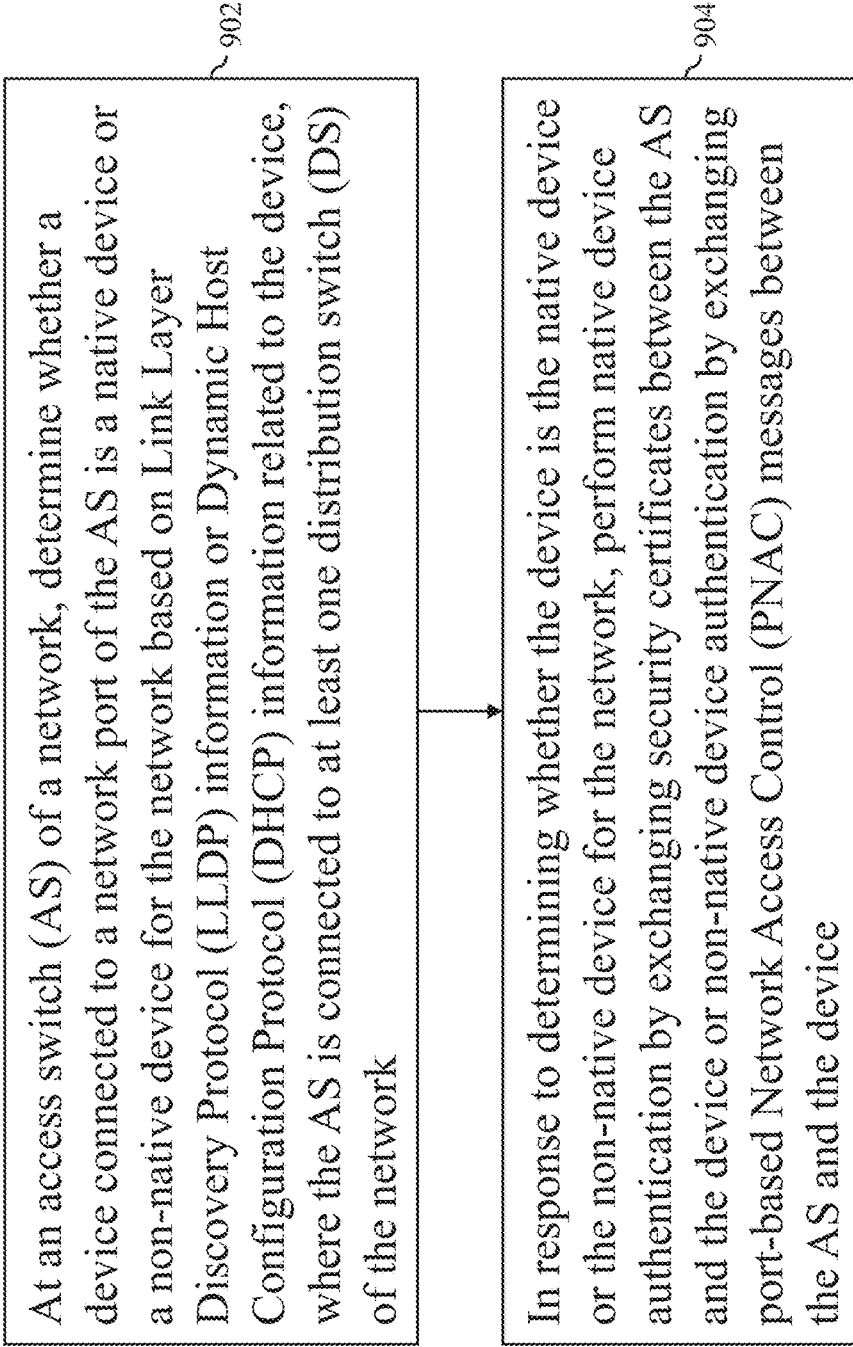 At an access switch (AS) of a network, determine whether a
device connected to a network port of the AS is a native device or
a non-native device for the network based on Link Layer
Discovery Protocol (LLDP) information or Dynamic Host
Configuration Protocol (DHCP) information related to the device,
where the AS is connected to at least one distribution switch (DS)
of the network
902
In response to determining whether the device is the native device
or the non-native device for the network, perform native device
authentication by exchanging security certificates between the AS
and the device or non-native device authentication by exchanging
port-based Network Access Control (PNAC) messages between
the AS and the device
904